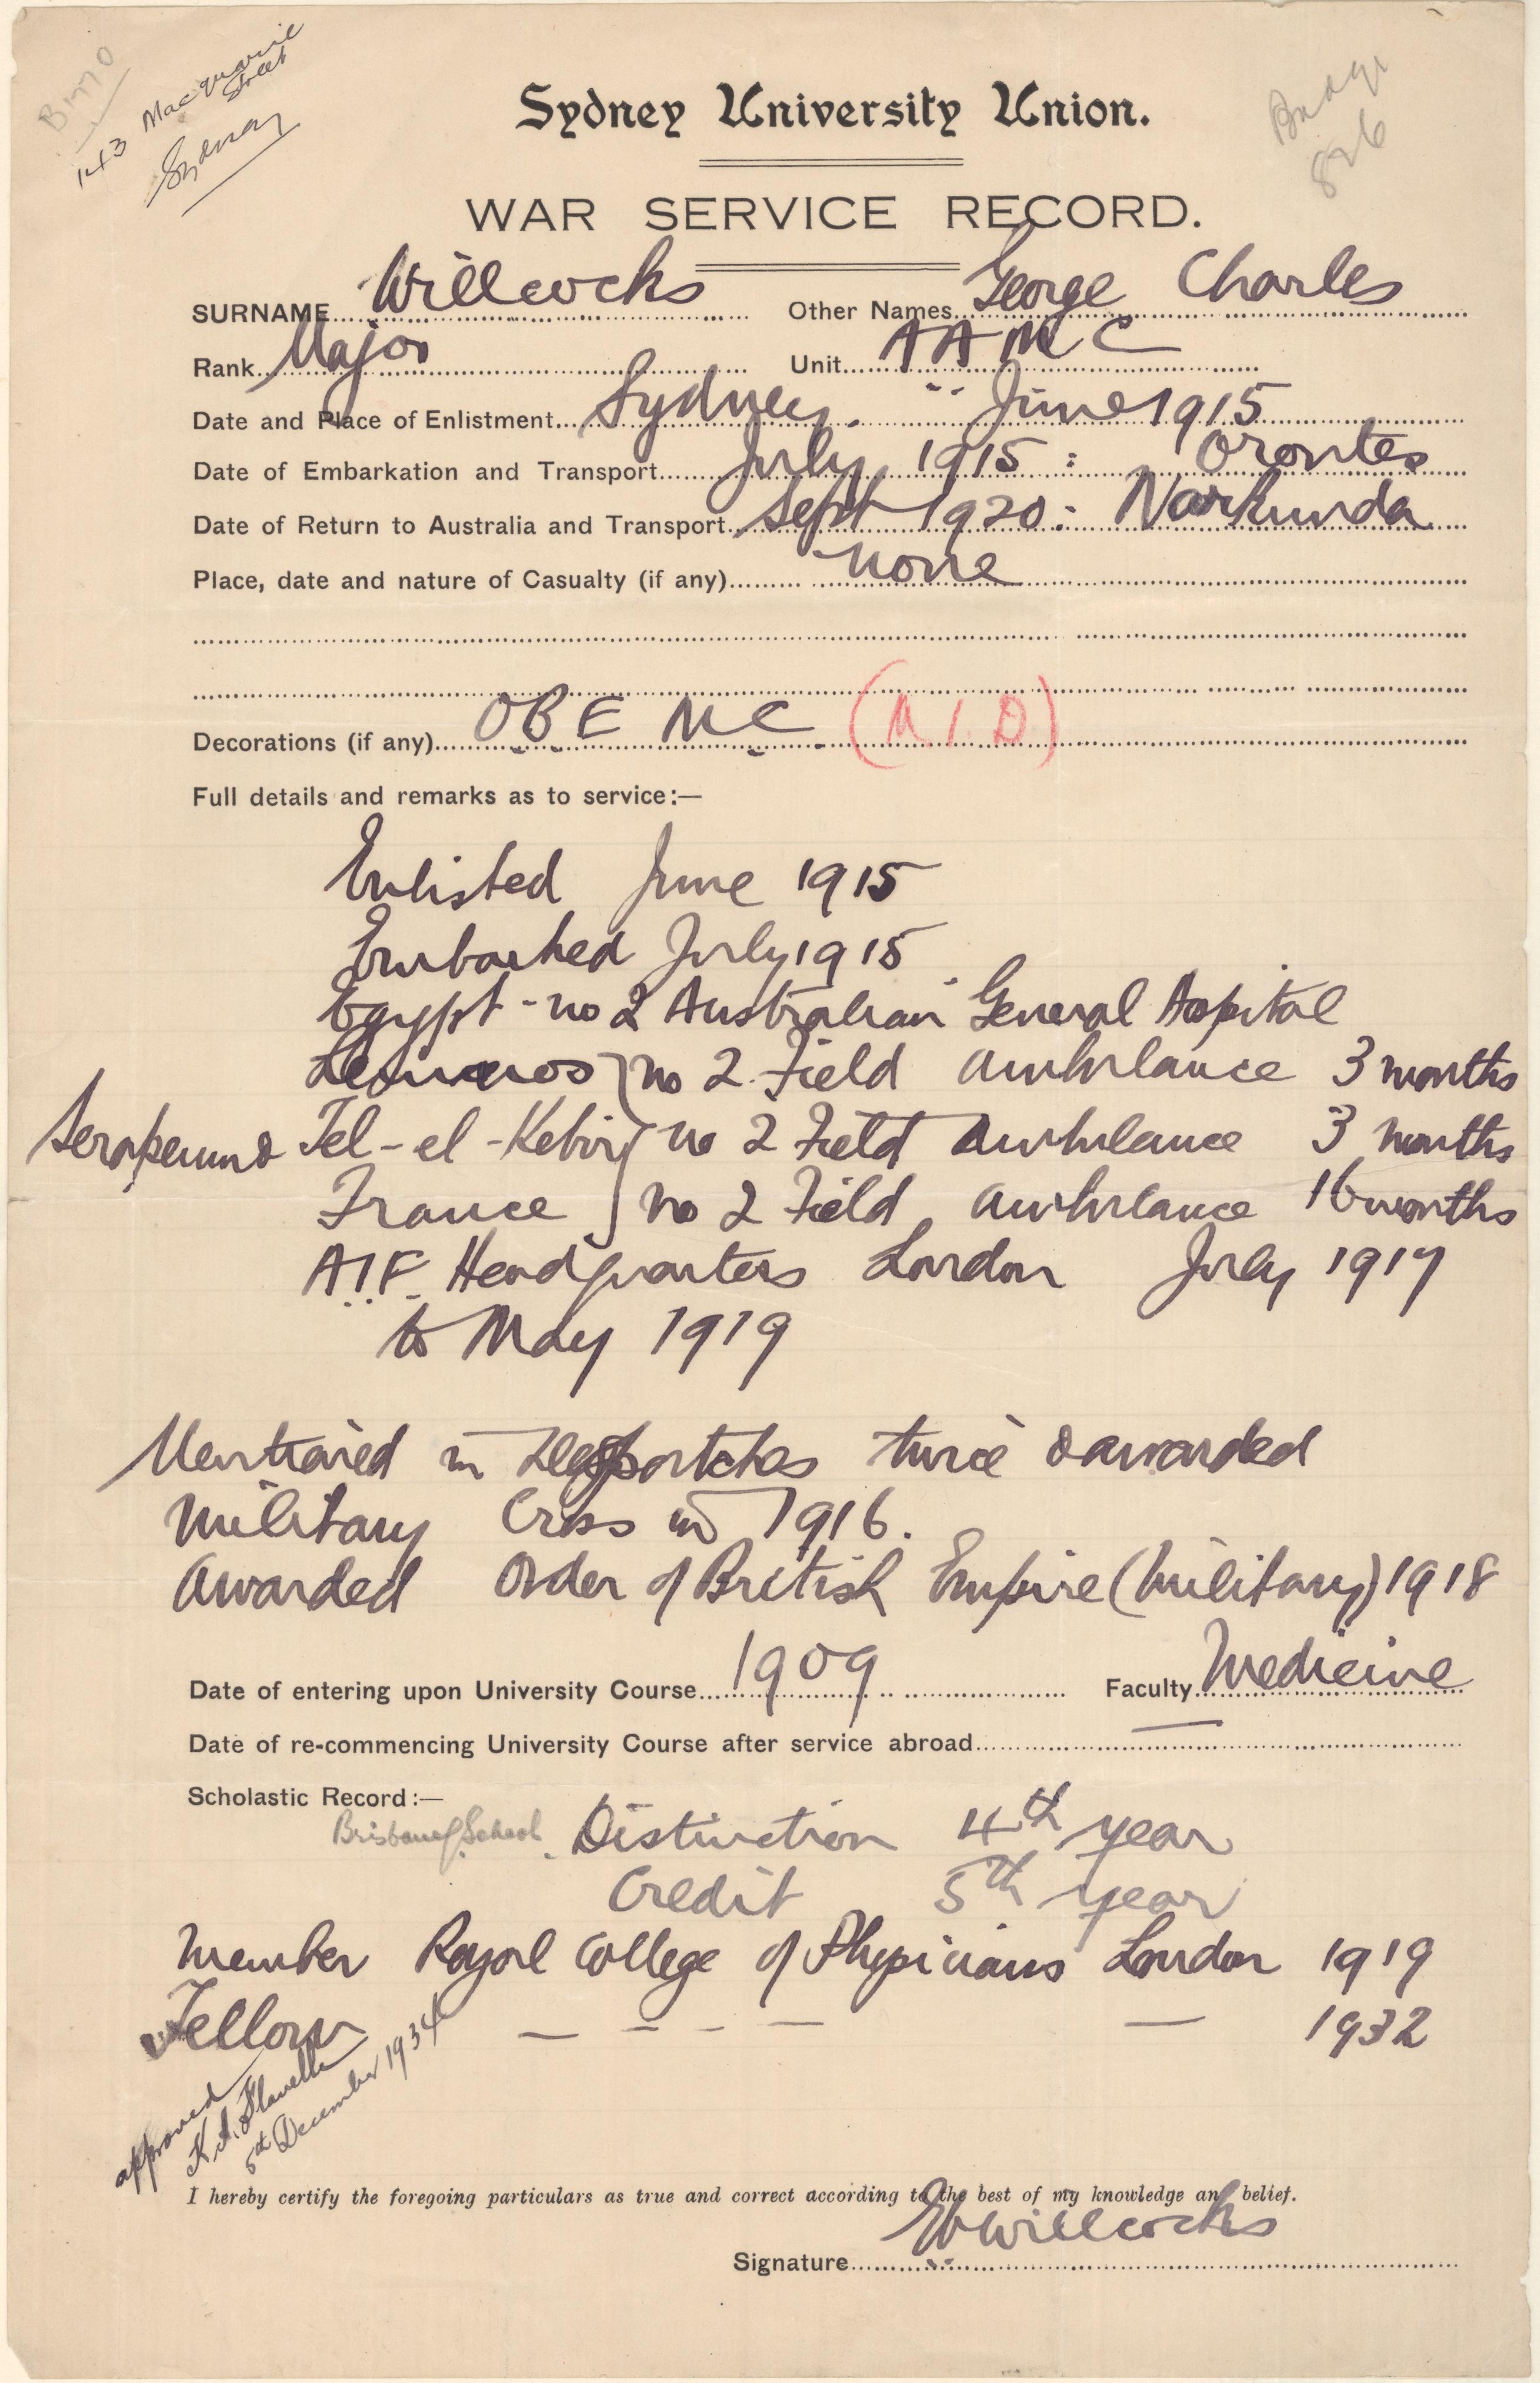 B1770
143 Macquarie
Street
Sydney
Badge
826
Sydney University Union.
WAR SERVICE RECORD.
SURNAME Willcocks Other Names George Charles
Rank Major Unit A A M C
Date and Place of Enlistment Sydney. June 1915
Date of Embarkation and Transport July 1915 : Orontes
Date of Return to Australia and Transport Sept 1920 : Narkunda
Place, date and nature of Casualty (if any) none
Decorations (if any) O.B.E M.C. (M.I.D)
Full details and remarks as to service:—
Enlisted June 1915
Embarked July 1915
Egypt - no 2 Australian General Hospital
Lemnos } no 2 Field Ambulance 3 months
Serapeum & Tel-el-Kebir } no 2 Field Ambulance 3 months
France } no 2 Field Ambulance 16 months
A.I.F. Headquarters London July 1917
to May 1919
Mentioned in Despatches twice & awarded
Military Cross in 1916.
Awarded Order of British Empire (Military) 1918
Date of entering upon University Course 1909 Faculty Medicine
Date of re-commencing University Course after service abroad —
Scholastic Record :—
Brisbane School. Distinction 4th year
Credit 5th year
Member Royal College of Physicians London 1919
Fellow — — — — — 1932
approved
K.A. Flavelle
5th December 1934
I hereby certify the foregoing particulars as true and correct according to the best of my knowledge and belief.
Signature GWillcocks